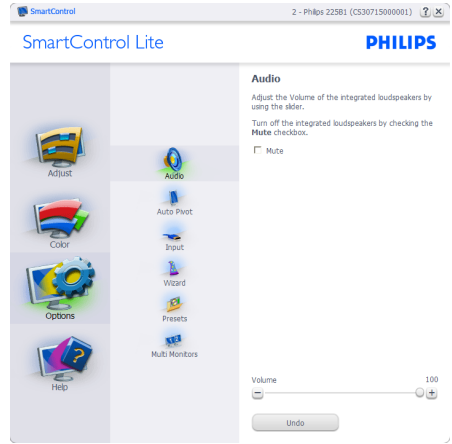 SmartControl
2 - Philips 225B1 (CS30715000001)
SmartControl Lite
PHILIPS
Adjust
Color
Options
Help
Audio
Auto Pivot
Input
Wizard
Presets
Multi Monitors
Audio
Adjust the Volume of the integrated loudspeakers by
using the slider.
Turn off the integrated loudspeakers by checking the
Mute checkbox.
Mute
Volume 100
Undo